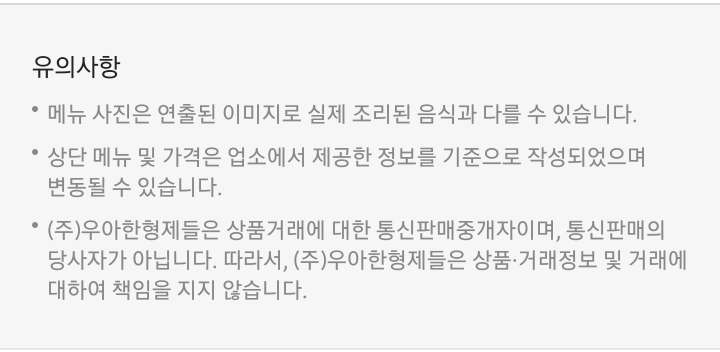 유의사항
• 메뉴 사진은 연출된 이미지로 실제 조리된 음식과 다를 수 있습니다.
• 상단 메뉴 및 가격은 업소에서 제공한 정보를 기준으로 작성되었으며
변동될 수 있습니다.
• (주)우아한형제들은 상품거래에 대한 통신판매중개자이며, 통신판매의
당사자가 아닙니다. 따라서, (주)우아한형제들은 상품·거래정보 및 거래에
대하여 책임을 지지 않습니다.